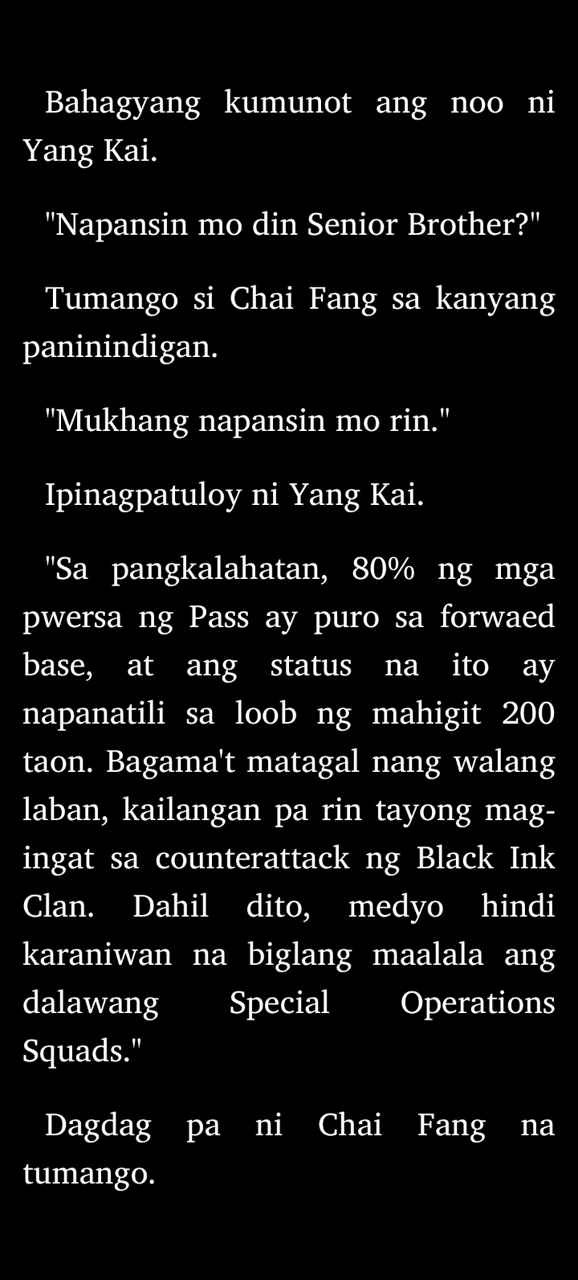 Bahagyang kumunot ang noo ni
Yang Kai.
"Napansin mo din Senior Brother?"
Tumango si Chai Fang sa kanyang
paninindigan.
"Mukhang napansin mo rin."
Ipinagpatuloy ni Yang Kai.
"Sa pangkalahatan, 80% ng mga
pwersa ng Pass ay puro sa forwaed
base, at ang status na ito ay
napanatili sa loob ng mahigit 200
taon. Bagama't matagal nang walang
laban, kailangan pa rin tayong mag-
ingat sa counterattack ng Black Ink
Clan. Dahil dito, medyo hindi
karaniwan na biglang maalala ang
dalawang Special Operations
Squads."
Dagdag pa ni Chai Fang na
tumango.